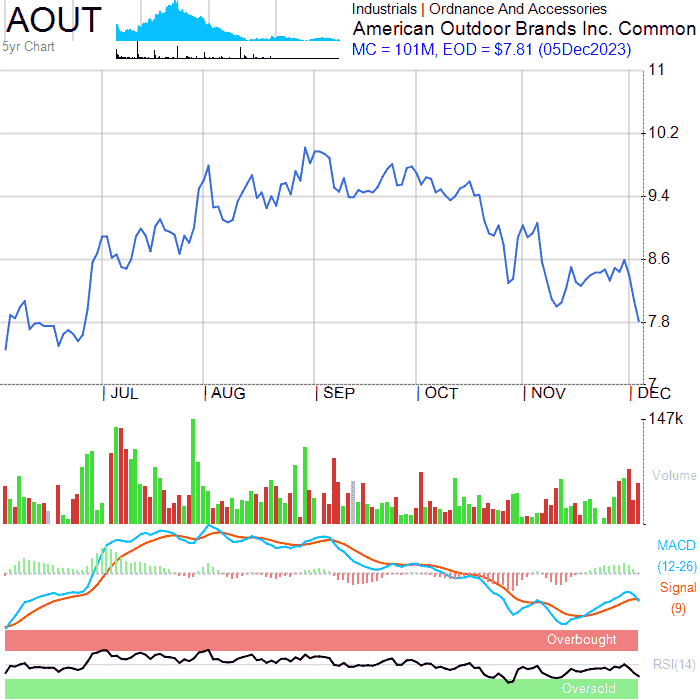 AOUT
5yr Chart
Industrials | Ordnance And Accessories
American Outdoor Brands Inc. Common
MC = 101M, EOD = $7.81 (05Dec2023)
11
10.2
9.4
8.6
7.8
7
JUL
AUG
SEP
OCT
NOV
DEC
147k
Volume
MACD
(12-26)
Signal
(9)
Overbought
RSI(14)
Oversold